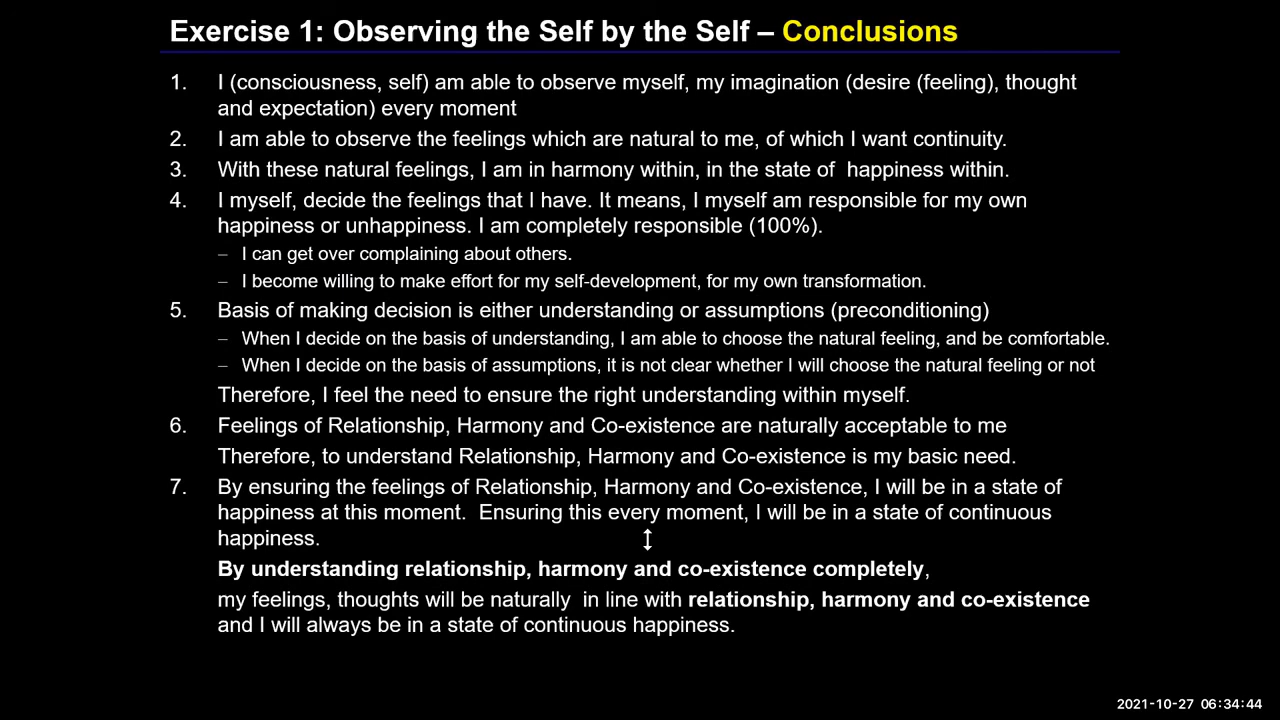 Exercise 1: Observing the Self by the Self – Conclusions
1. I (consciousness, self) am able to observe myself, my imagination (desire (feeling), thought
and expectation) every moment
2. I am able to observe the feelings which are natural to me, of which I want continuity.
3. With these natural feelings, I am in harmony within, in the state of  happiness within.
4. I myself, decide the feelings that I have. It means, I myself am responsible for my own
happiness or unhappiness. I am completely responsible (100%).
– I can get over complaining about others.
– I become willing to make effort for my self-development, for my own transformation.
5. Basis of making decision is either understanding or assumptions (preconditioning)
– When I decide on the basis of understanding, I am able to choose the natural feeling, and be comfortable.
– When I decide on the basis of assumptions, it is not clear whether I will choose the natural feeling or not
Therefore, I feel the need to ensure the right understanding within myself.
6. Feelings of Relationship, Harmony and Co-existence are naturally acceptable to me
Therefore, to understand Relationship, Harmony and Co-existence is my basic need.
7. By ensuring the feelings of Relationship, Harmony and Co-existence, I will be in a state of
happiness at this moment.  Ensuring this every moment, I will be in a state of continuous
happiness.
By understanding relationship, harmony and co-existence completely,
my feelings, thoughts will be naturally  in line with relationship, harmony and co-existence
and I will always be in a state of continuous happiness.
2021-10-27 06:34:44